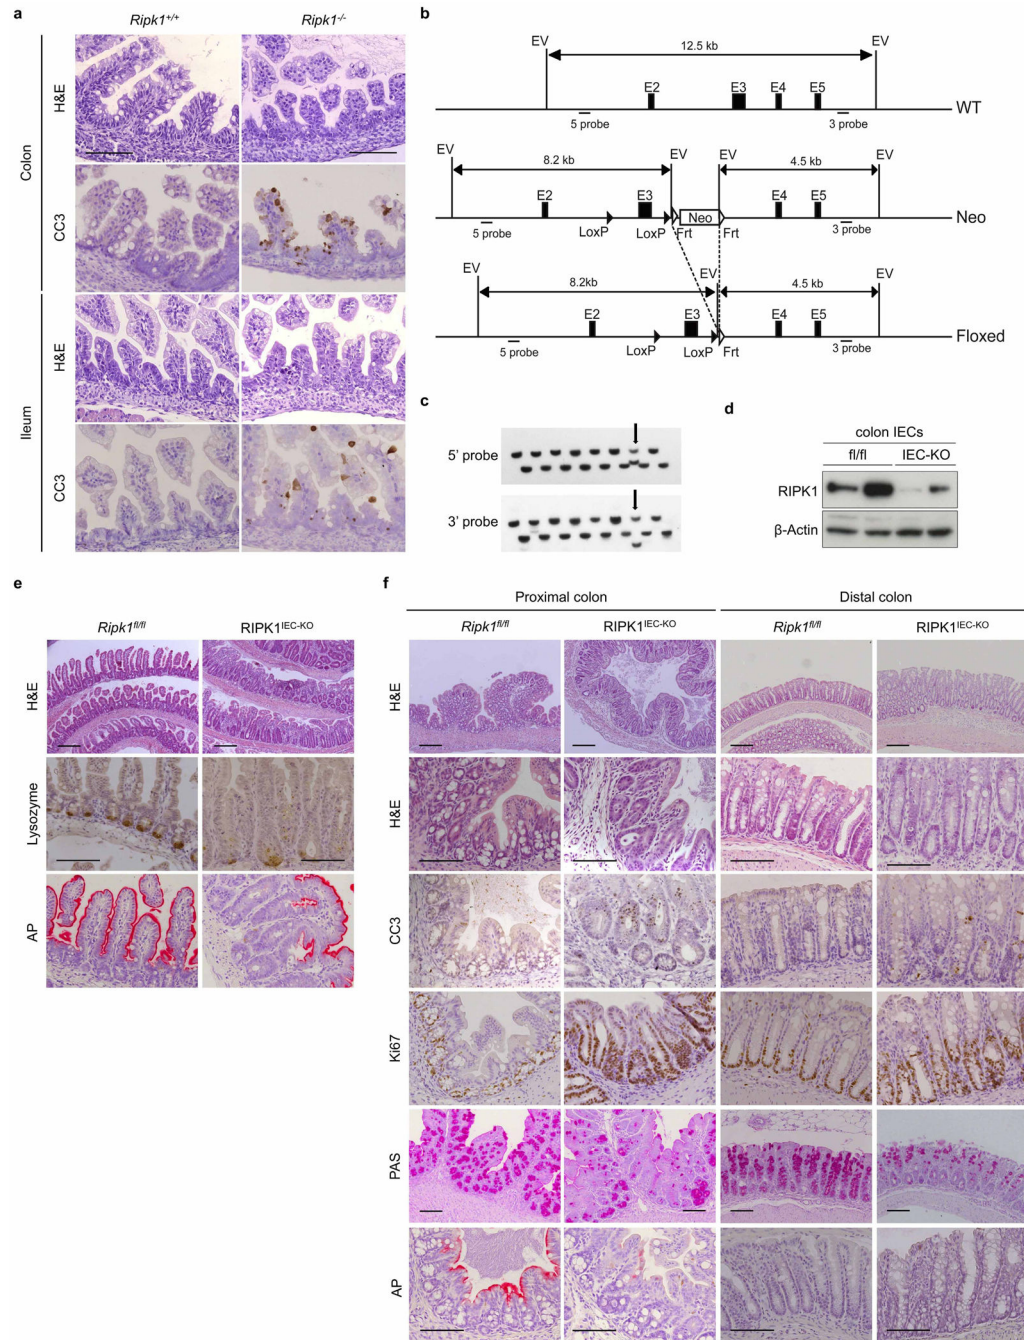 a
Ripk1+/+
Ripk1-/-
Colon
H&E
CC3
Ileum
H&E
CC3
b
EV
12.5 kb
EV
E2
E3
E4
E5
5 probe
3 probe
WT
EV
8.2 kb
EV
EV
4.5 kb
EV
E2
E3
Neo
E4
E5
5 probe
LoxP
LoxP
Frt
Frt
3 probe
Neo
EV
8.2kb
EV
4.5 kb
EV
E2
E3
E4
E5
5 probe
LoxP
LoxP
Frt
3 probe
Floxed
c
5' probe
3' probe
d
colon IECs
fl/fl
IEC-KO
RIPK1
β-Actin
e
Ripk1fl/fl
RIPK1IEC-KO
H&E
Lysozyme
AP
f
Proximal colon
Distal colon
Ripk1fl/fl
RIPK1IEC-KO
Ripk1fl/fl
RIPK1IEC-KO
H&E
H&E
CC3
Ki67
PAS
AP